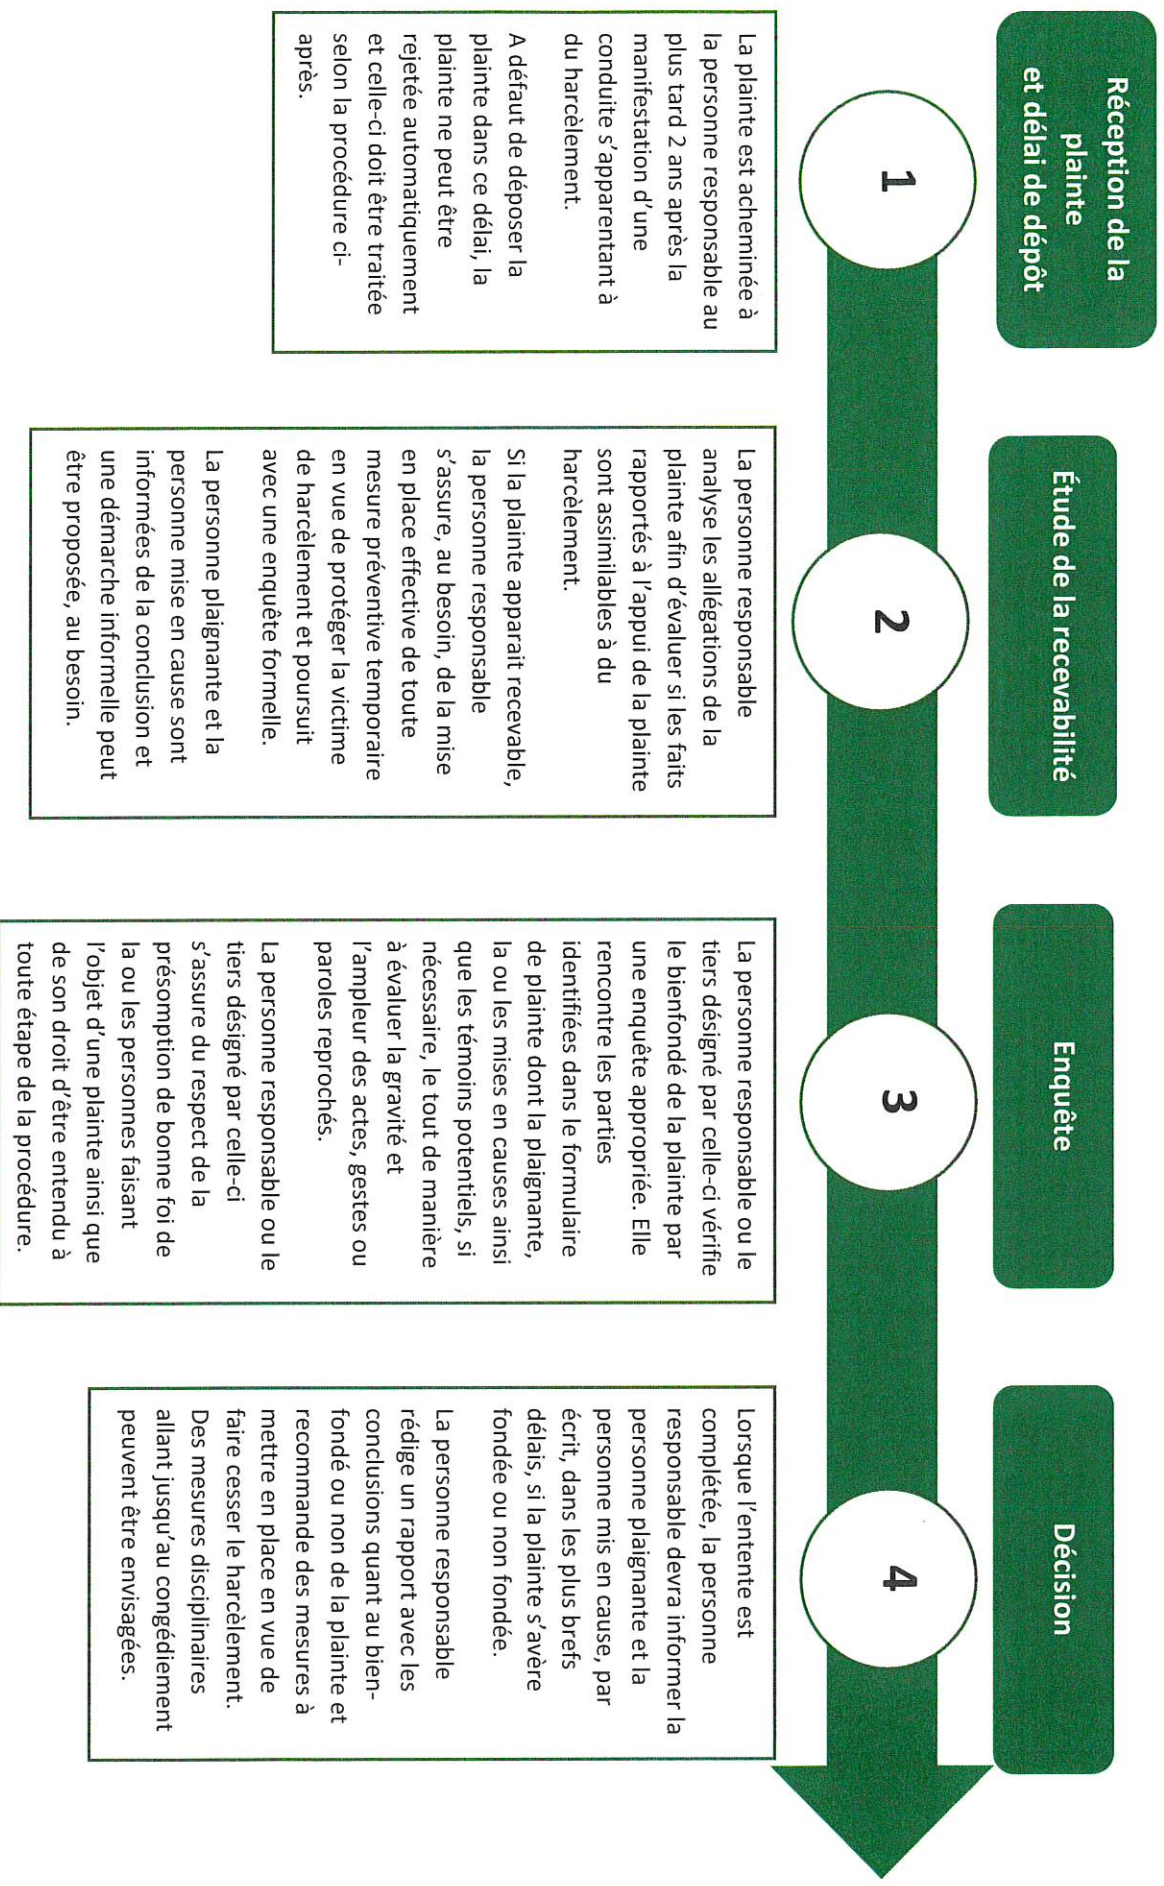 Réception de la
plainte
et délai de dépôt
1
La plainte est acheminée à
la personne responsable au
plus tard 2 ans après la
manifestation d'une
conduite s'apparentant à
du harcèlement.
A défaut de déposer la
plainte dans ce délai, la
plainte ne peut être
rejetée automatiquement
et celle-ci doit être traitée
selon la procédure ci-
après.
Étude de la recevabilité
2
La personne responsable
analyse les allégations de la
plainte afin d'évaluer si les faits
rapportés à l'appui de la plainte
sont assimilables à du
harcèlement.
Si la plainte apparait recevable,
la personne responsable
s'assure, au besoin, de la mise
en place effective de toute
mesure préventive temporaire
en vue de protéger la victime
de harcèlement et poursuit
avec une enquête formelle.
La personne plaignante et la
personne mise en cause sont
informées de la conclusion et
une démarche informelle peut
être proposée, au besoin.
Enquête
3
La personne responsable ou le
tiers désigné par celle-ci vérifie
le bienfondé de la plainte par
une enquête appropriée. Elle
rencontre les parties
identifiées dans le formulaire
de plainte dont la plaignante,
la ou les mises en causes ainsi
que les témoins potentiels, si
nécessaire, le tout de manière
à évaluer la gravité et
l'ampleur des actes, gestes ou
paroles reprochés.
La personne responsable ou le
tiers désigné par celle-ci
s'assure du respect de la
présomption de bonne foi de
la ou les personnes faisant
l'objet d'une plainte ainsi que
de son droit d'être entendu à
toute étape de la procédure.
Décision
4
Lorsque l'entente est
complétée, la personne
responsable devra informer la
personne plaignante et la
personne mis en cause, par
écrit, dans les plus brefs
délais, si la plainte s'avère
fondée ou non fondée.
La personne responsable
rédige un rapport avec les
conclusions quant au bien-
fondé ou non de la plainte et
recommande des mesures à
mettre en place en vue de
faire cesser le harcèlement.
Des mesures disciplinaires
allant jusqu'au congédiement
peuvent être envisagées.